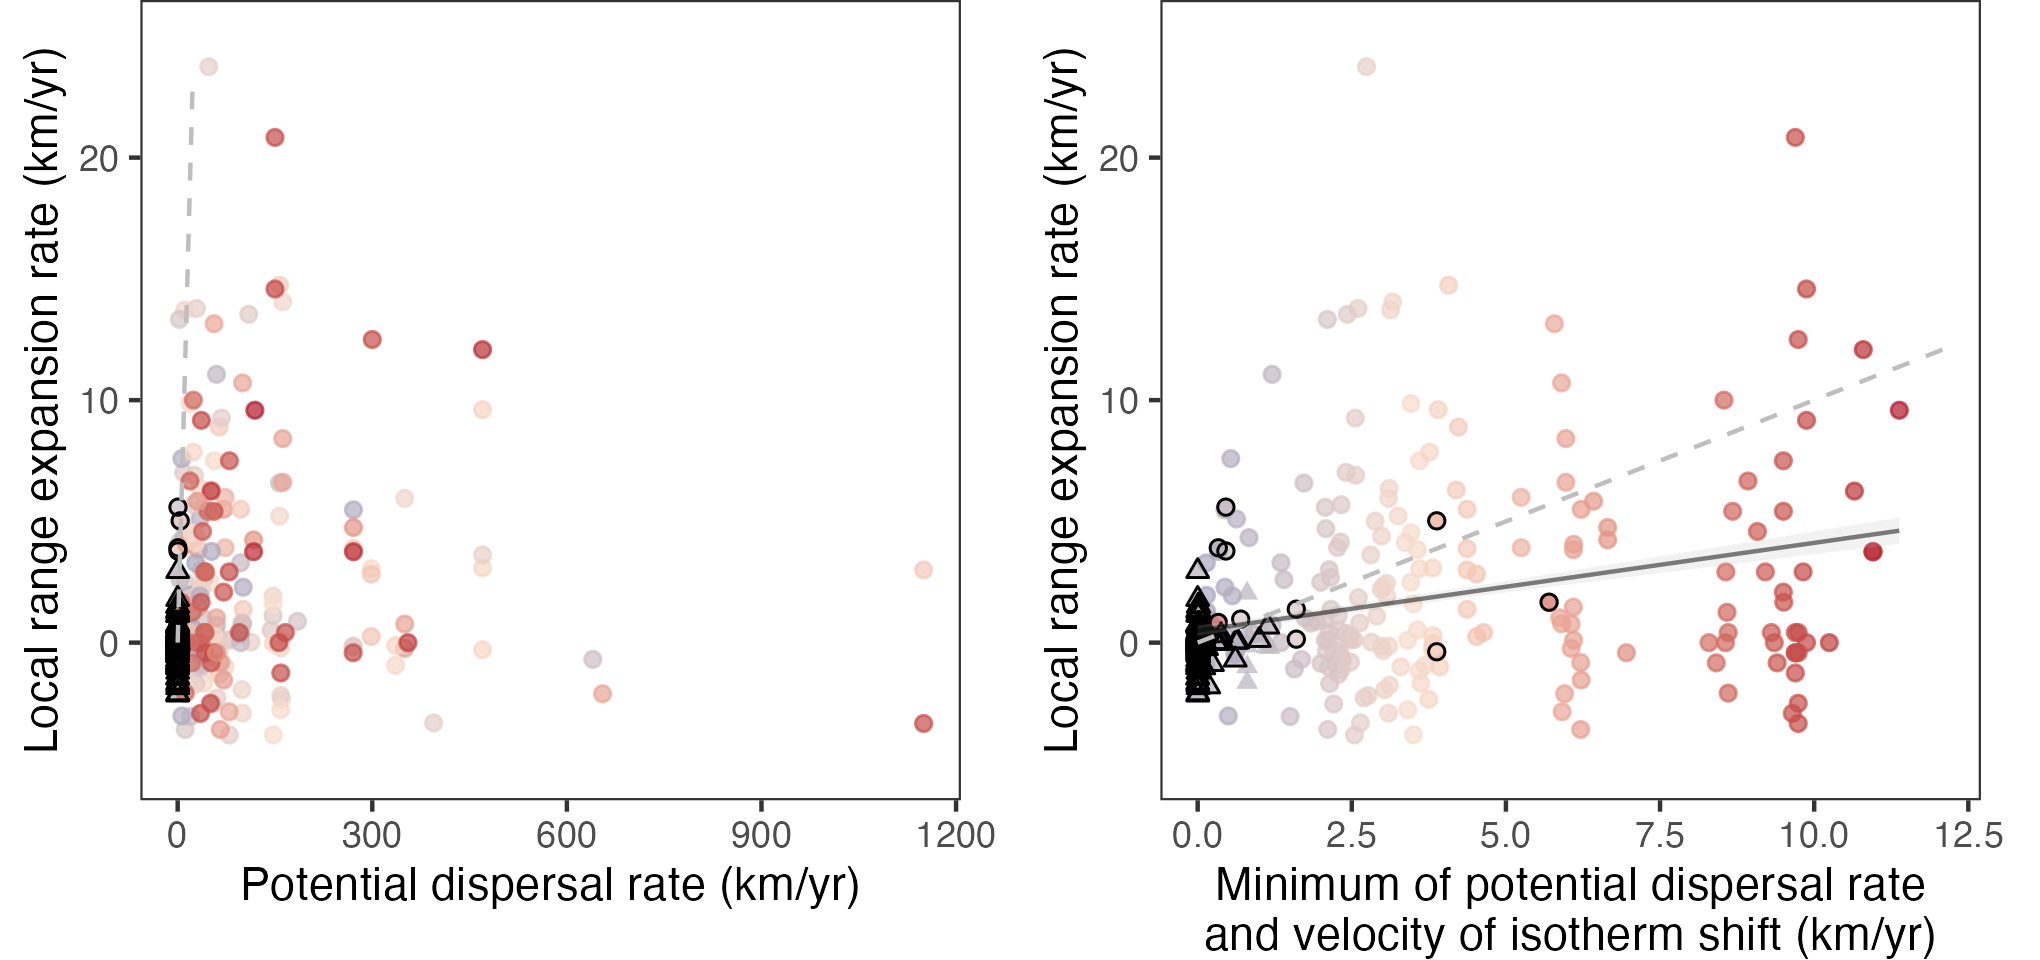 Local range expansion rate (km/yr)
20
10
0
0 300 600 900 1200
Potential dispersal rate (km/yr)
Local range expansion rate (km/yr)
20
10
0
0.0 2.5 5.0 7.5 10.0 12.5
Minimum of potential dispersal rate
and velocity of isotherm shift (km/yr)